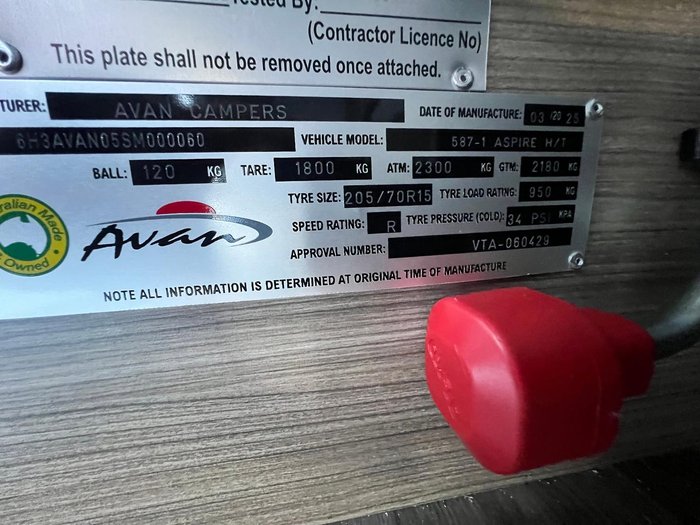 Tested By:
(Contractor Licence No)
This plate shall not be removed once attached.
TURER: AVAN CAMPERS DATE OF MANUFACTURE: 03 /20 25
6H3AVAN05SM000060 VEHICLE MODEL: 587-1 ASPIRE H/T
BALL: 120 KG TARE: 1800 KG ATM: 2300 KG GTM: 2180 KG
TYRE SIZE: 205/70R15 TYRE LOAD RATING: 950 KG
SPEED RATING: R TYRE PRESSURE (COLD): 34 PSI KPA
APPROVAL NUMBER: VTA-060429
ralian Made
Owned
Avan
NOTE ALL INFORMATION IS DETERMINED AT ORIGINAL TIME OF MANUFACTURE